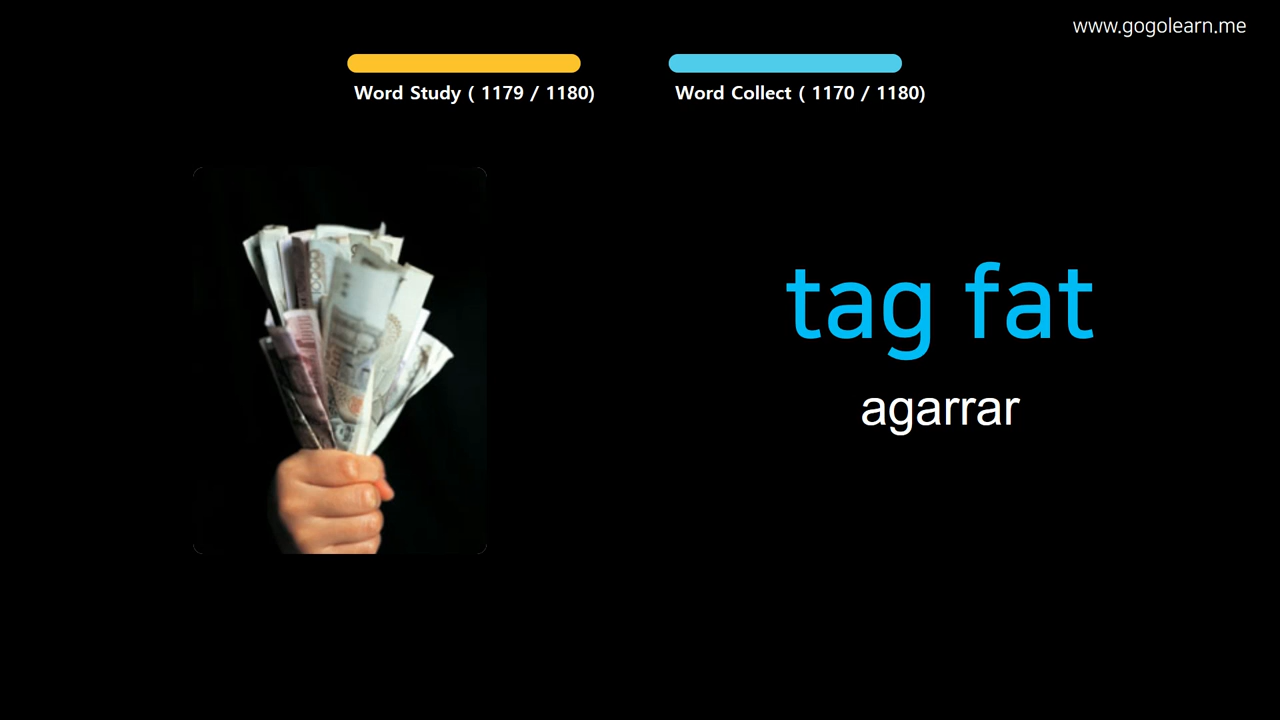 www.gogolearn.me
Word Study ( 1179 / 1180)
Word Collect ( 1170 / 1180)
tag fat
agarrar